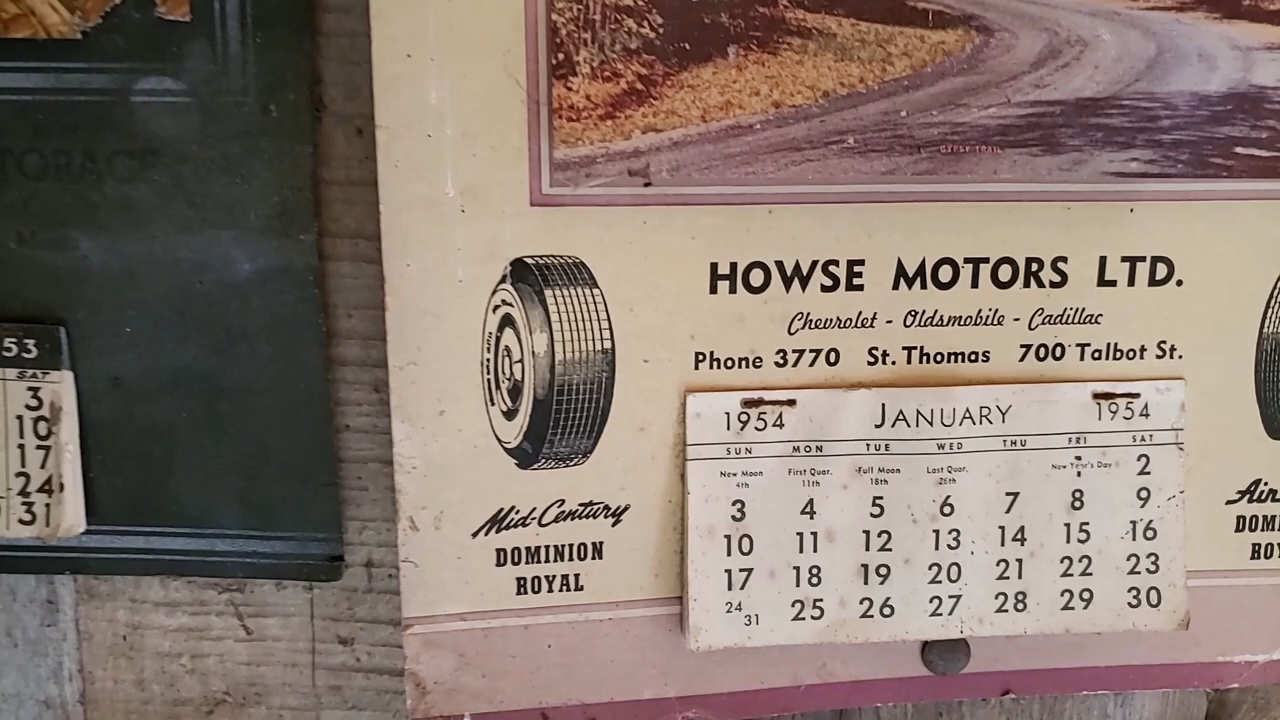 GYPSY TRAIL
HOWSE MOTORS LTD.
Chevrolet - Oldsmobile - Cadillac
Phone 3770 St. Thomas 700 Talbot St.
Mid-Century
DOMINION
ROYAL
1954 JANUARY 1954
SUN MON TUE WED THU FRI SAT
New Moon First Quar. Full Moon Last Quar. New Year's Day
4th 11th 18th 26th
1 2
3 4 5 6 7 8 9
10 11 12 13 14 15 16
17 18 19 20 21 22 23
24 31 25 26 27 28 29 30
53
SAT
3
10
17
24
31